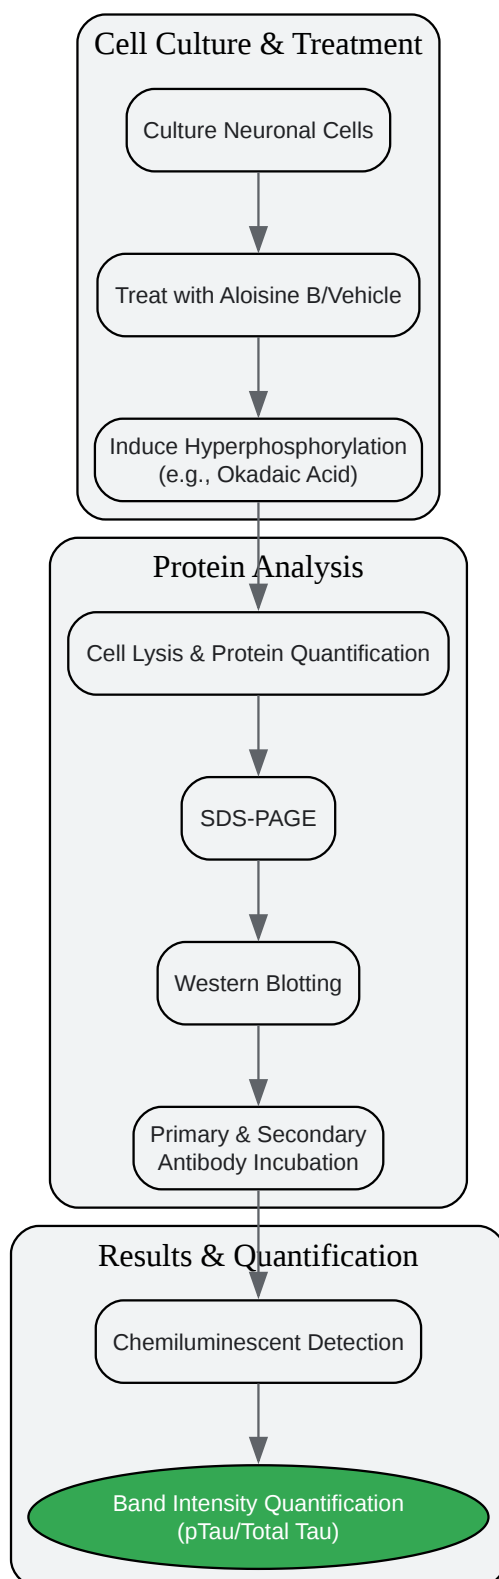 Cell Culture & Treatment
Culture Neuronal Cells
Treat with Aloisine B/Vehicle
Induce Hyperphosphorylation
(e.g., Okadaic Acid)
Protein Analysis
Cell Lysis & Protein Quantification
SDS-PAGE
Western Blotting
Primary & Secondary
Antibody Incubation
Results & Quantification
Chemiluminescent Detection
Band Intensity Quantification
(pTau/Total Tau)